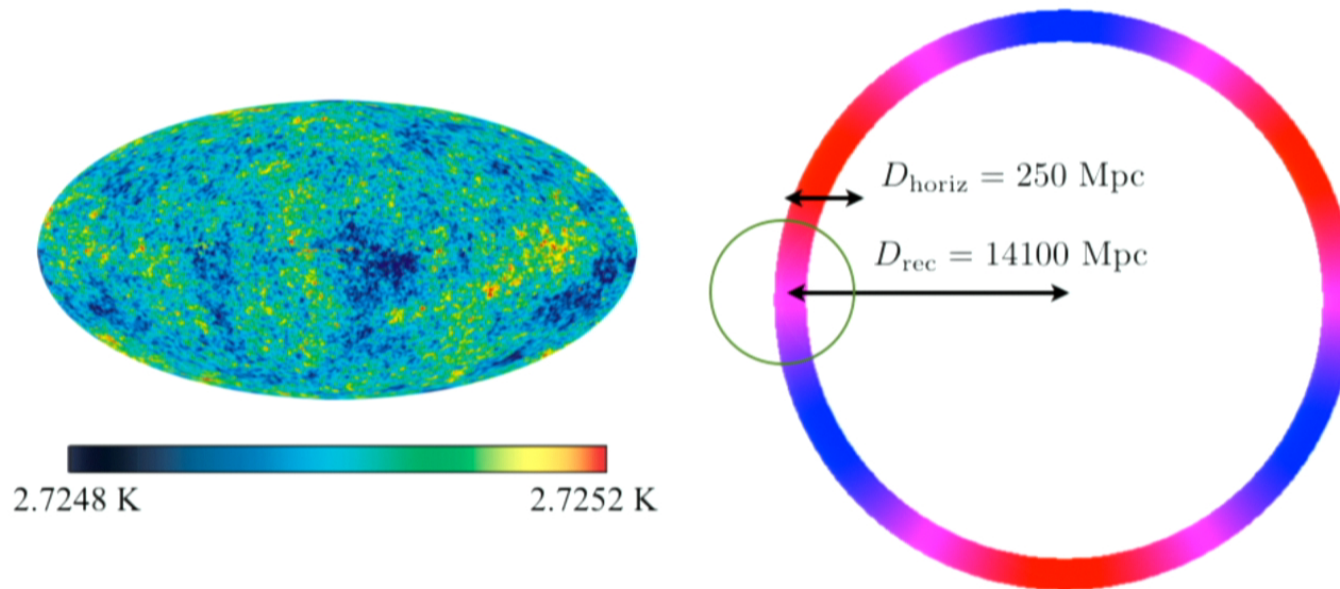 D_horiz = 250 Mpc
D_rec = 14100 Mpc
2.7248 K
2.7252 K